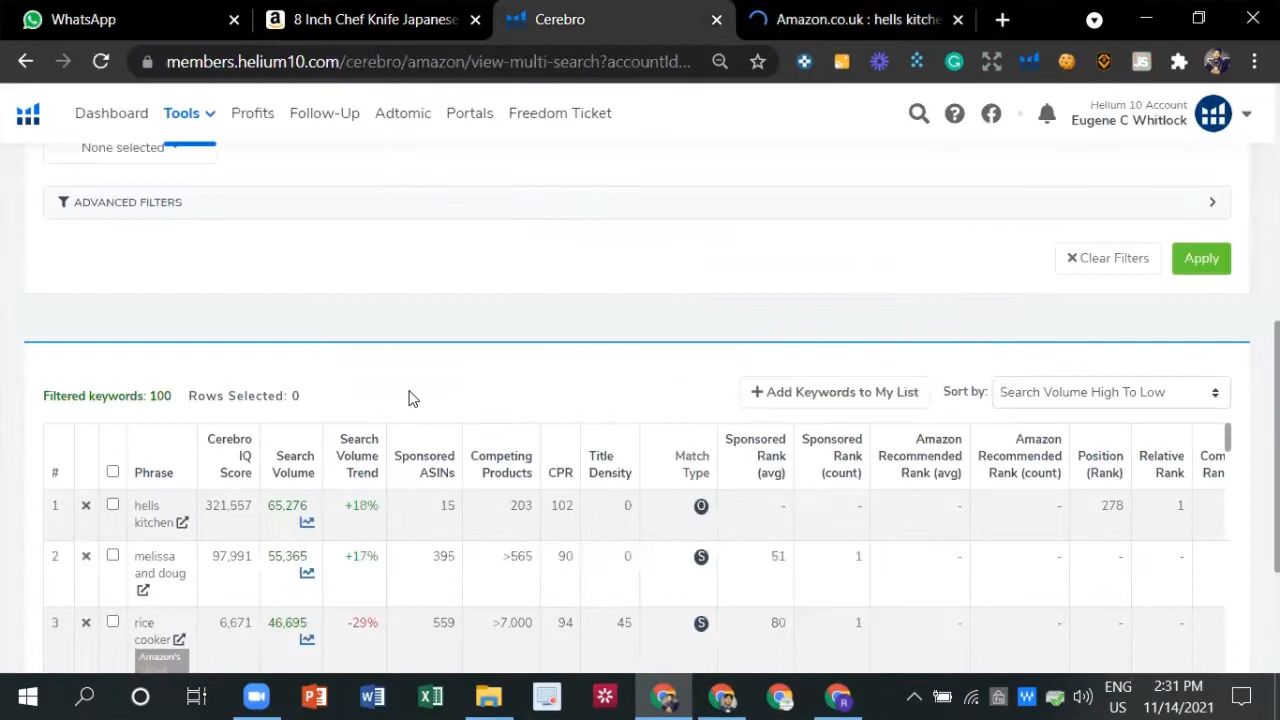 WhatsApp
8 Inch Chef Knife Japanese
Cerebro
Amazon.co.uk : hells kitche
members.helium10.com/cerebro/amazon/view-multi-search?accountId...
Dashboard
Tools
Profits
Follow-Up
Adtomic
Portals
Freedom Ticket
Helium 10 Account
Eugene C Whitlock
None selected
ADVANCED FILTERS
Clear Filters
Apply
Filtered keywords: 100
Rows Selected: 0
+ Add Keywords to My List
Sort by:
Search Volume High To Low
#
Phrase
Cerebro
IQ
Score
Search
Volume
Search
Volume
Trend
Sponsored
ASINs
Competing
Products
CPR
Title
Density
Match
Type
Sponsored
Rank
(avg)
Sponsored
Rank
(count)
Amazon
Recommended
Rank (avg)
Amazon
Recommended
Rank (count)
Position
(Rank)
Relative
Rank
Com
Ran
1 hells 321,557 65,276 +18% 15 203 102 0 O - - - - 278 1
kitchen
2 melissa 97,991 55,365 +17% 395 >565 90 0 S 51 1 - - - -
and doug
3 rice 6,671 46,695 -29% 559 >7,000 94 45 S 80 1 - - - -
cooker
Amazon's
ENG
US
2:31 PM
11/14/2021